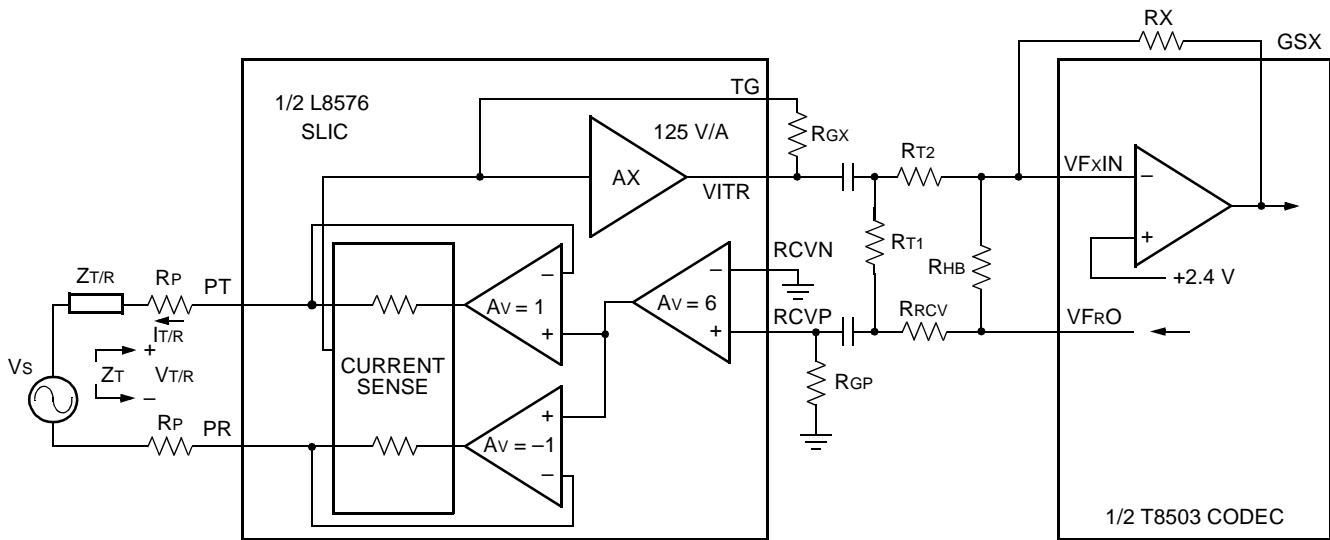 RX
GSX
TG
1/2 L8576
SLIC
RGX
125 V/A
RT2
VFXIN
−
AX
VITR
+
+2.4 V
RT1
RHB
RCVN
−
−
ZT/R
RP
PT
AV = 1
AV = 6
RCVP
+
+
RRCV
VFRO
IT/R
VS
ZT
+
VT/R
−
CURRENT
SENSE
RGP
+
RP
PR
AV = −1
−
1/2 T8503 CODEC